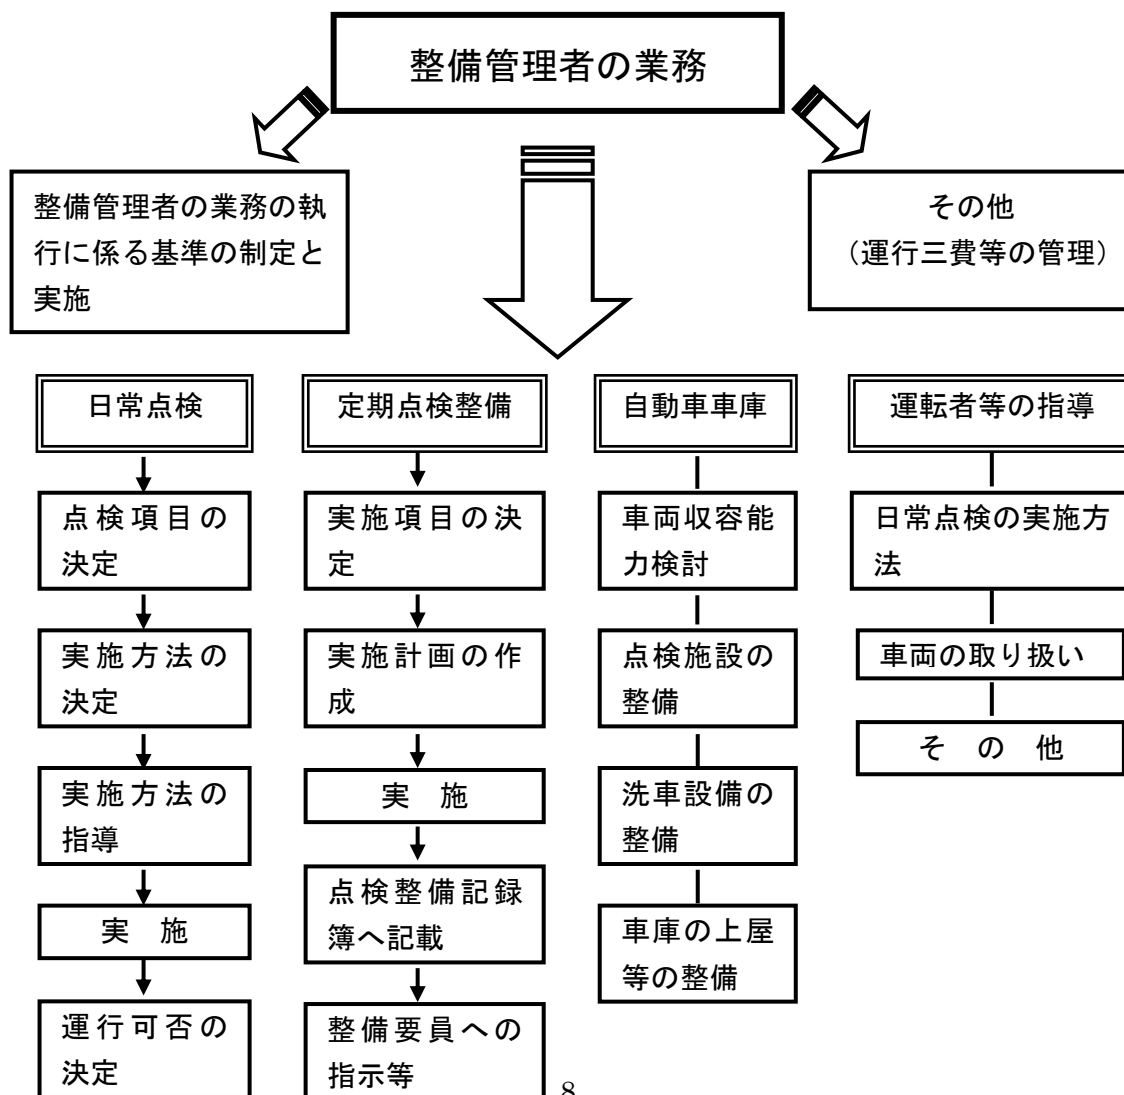 整備管理者の業務
整備管理者の業務の執
行に係る基準の制定と
実施
その他
（運行三費等の管理）
日常点検
点検項目の
決定
実施方法の
決定
実施方法の
指導
実　施
運行可否の
決定
定期点検整備
実施項目の決
定
実施計画の作
成
実　施
点検整備記録
簿へ記載
整備要員への
指示等
自動車車庫
車両収容能
力検討
点検施設の
整備
洗車設備の
整備
車庫の上屋
等の整備
運転者等の指導
日常点検の実施方
法
車両の取り扱い
そ　の　他
8